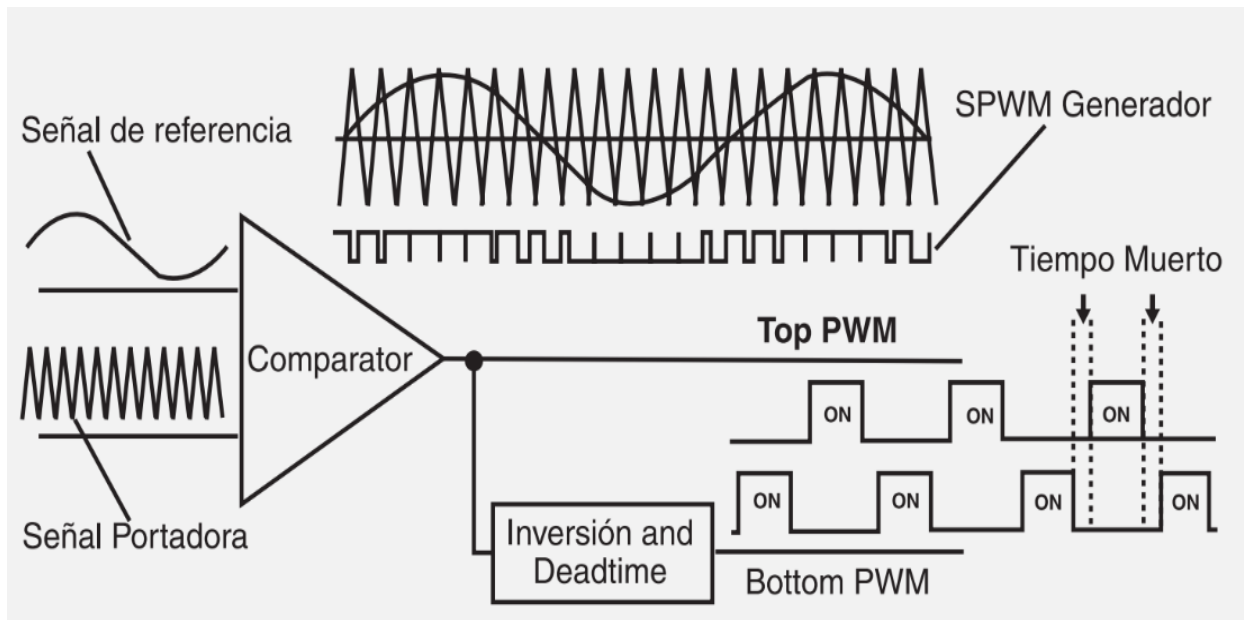 Señal de referencia
SPWM Generador
Tiempo Muerto
Top PWM
Comparator
ON
ON
ON
ON
ON
ON
ON
Señal Portadora
Inversión and
Deadtime
Bottom PWM